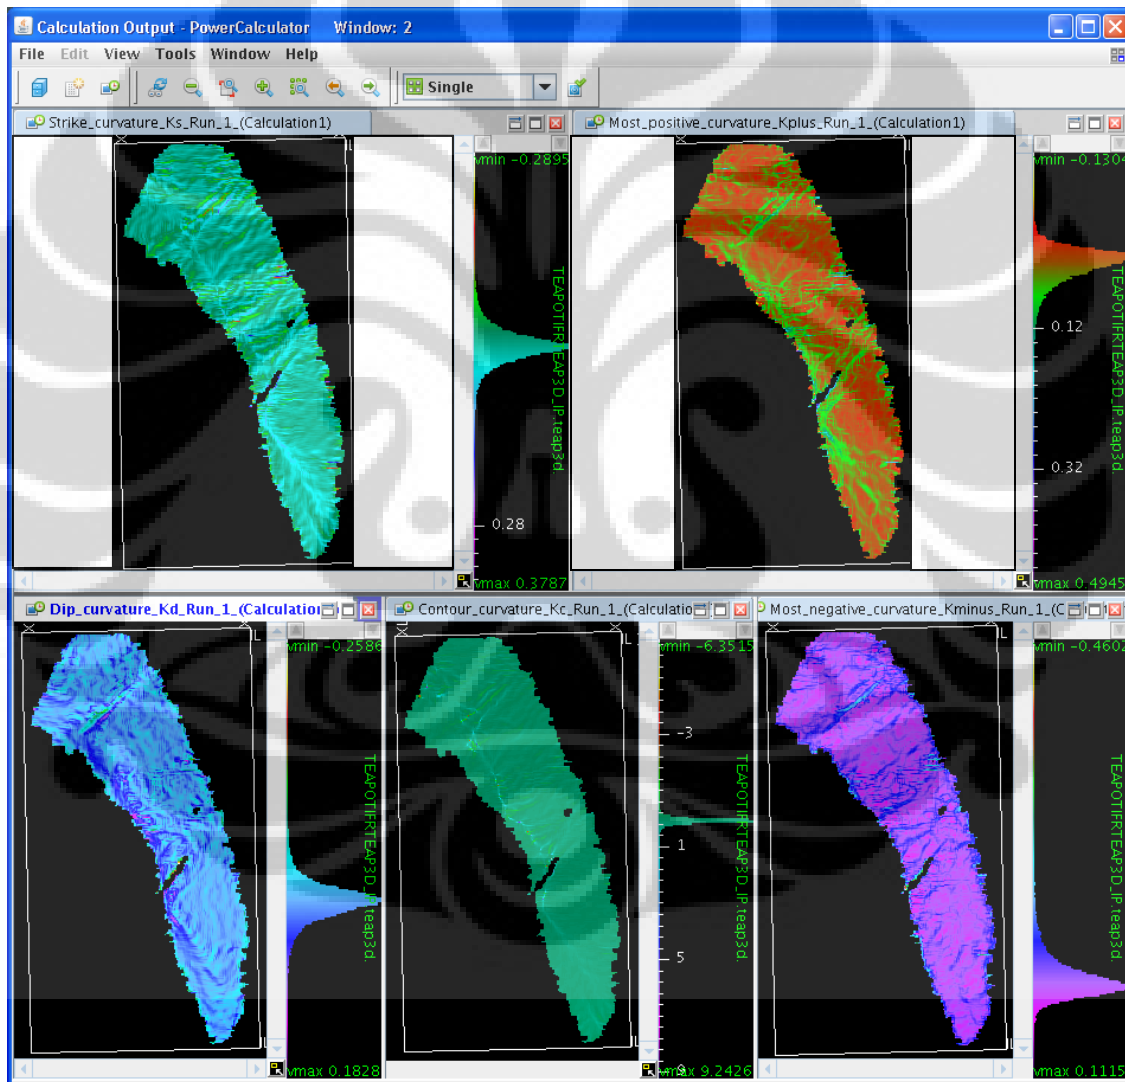 Calculation Output - PowerCalculator Window: 2
File Edit View Tools Window Help
Single
Strike_curvature_Ks_Run_1_(Calculation1)
Most_positive_curvature_Kplus_Run_1_(Calculation1)
vmin -0.2895
TEAPOTIFRTEAP3D_IP.teap3d.
0.28
vmax 0.3787
vmin -0.1304
TEAPOTIFRTEAP3D_IP.teap3d.
0.12
0.32
vmax 0.4945
Dip_curvature_Kd_Run_1_(Calculation
Contour_curvature_Kc_Run_1_(Calculatio
Most_negative_curvature_Kminus_Run_1_(C
vmin -0.2586
TEAPOTIFRTEAP3D_IP.teap3d.
vmax 0.1828
vmin -6.3515
-3
TEAPOTIFRTEAP3D_IP.teap3d.
1
5
9
vmax 9.2426
vmin -0.4602
TEAPOTIFRTEAP3D_IP.teap3d.
vmax 0.1115